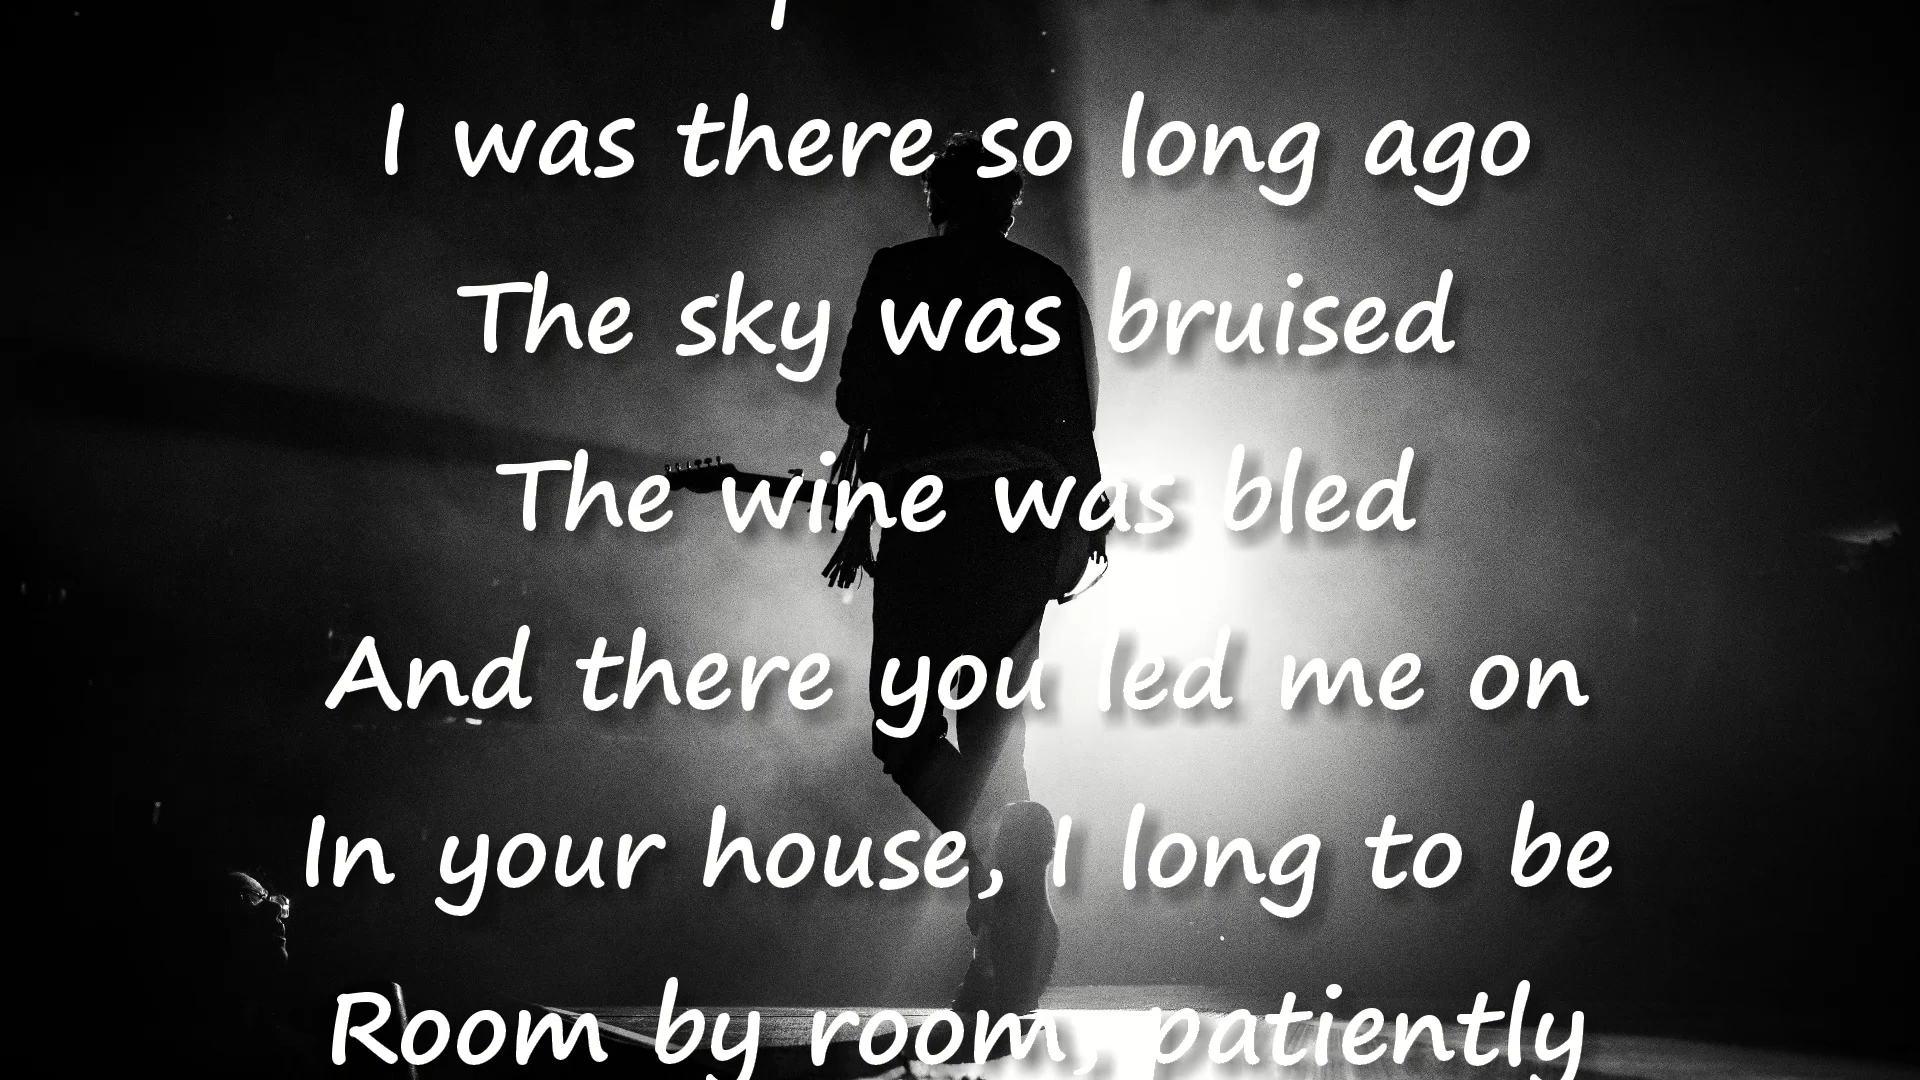 I was there so long ago
The sky was bruised
The wine was bled
And there you led me on
In your house, I long to be
Room by room, patiently